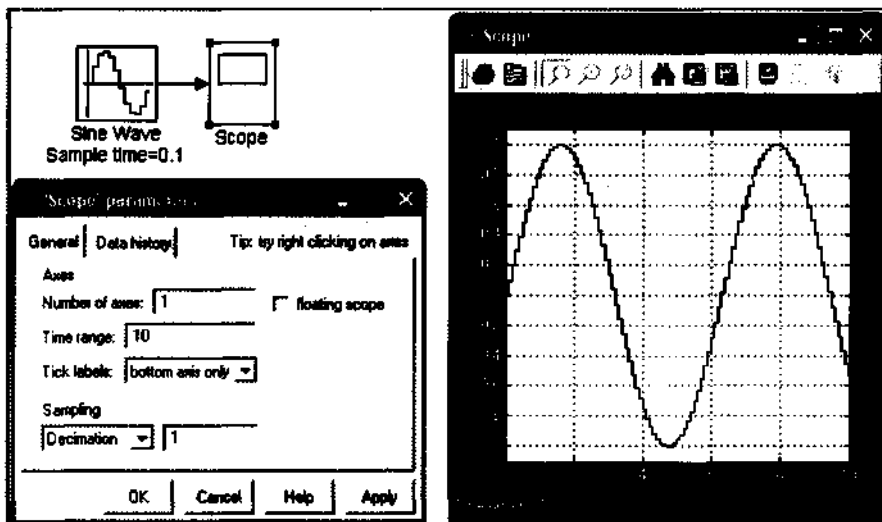 Sine Wave
Sample time=0.1
Scope
'Scope' parameters
General
Data history
Tip: try right clicking on axes
Axes
Number of axes: 1
floating scope
Time range: 10
Tick labels: bottom axis only
Sampling
Decimation
1
OK
Cancel
Help
Apply
Scope